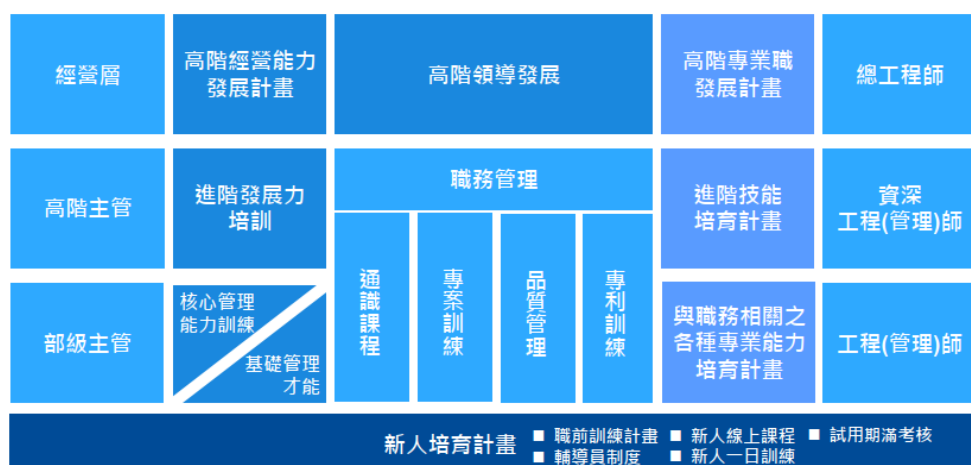 經營層
高階經營能力
發展計畫
高階領導發展
高階專業職
發展計畫
總工程師
高階主管
進階發展力
培訓
職務管理
進階技能
培育計畫
資深
工程(管理)師
部級主管
核心管理
能力訓練
基礎管理
才能
通識課程
專案訓練
品質管理
專利訓練
與職務相關之
各種專業能力
培育計畫
工程(管理)師
新人培育計畫
■ 職前訓練計畫 ■ 新人線上課程 ■ 試用期滿考核
■ 輔導員制度 ■ 新人一日訓練